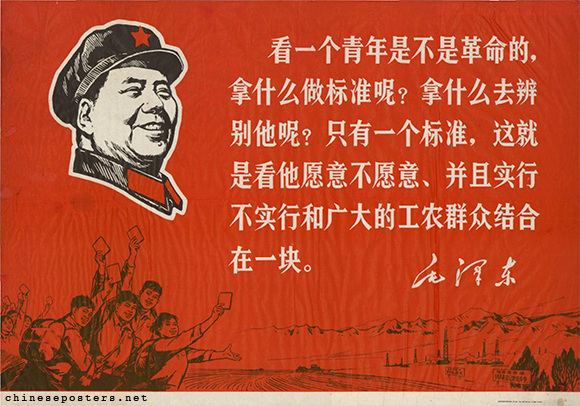 看一个青年是不是革命的，
拿什么做标准呢？拿什么去辨
别他呢？只有一个标准，这就
是看他愿意不愿意、并且实行
不实行和广大的工农群众结合
在一块。
毛泽东
chineseposters.net